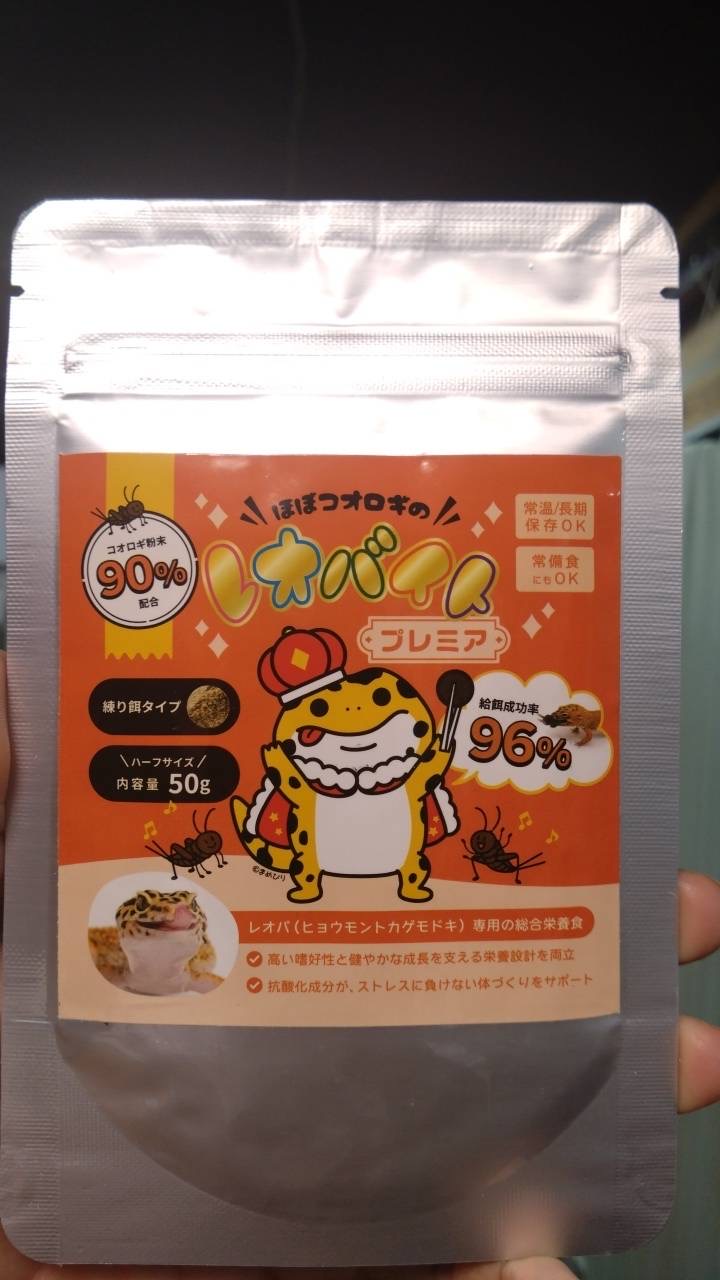 ほぼコオロギの
レオバイト
プレミア
常温/長期
保存OK
常備食
にもOK
コオロギ粉末
90%
配合
練り餌タイプ
ハーフサイズ
内容量 50g
給餌成功率
96%
©まめひり
レオパ(ヒョウモントカゲモドキ)専用の総合栄養食
高い嗜好性と健やかな成長を支える栄養設計を両立
抗酸化成分が、ストレスに負けない体づくりをサポート